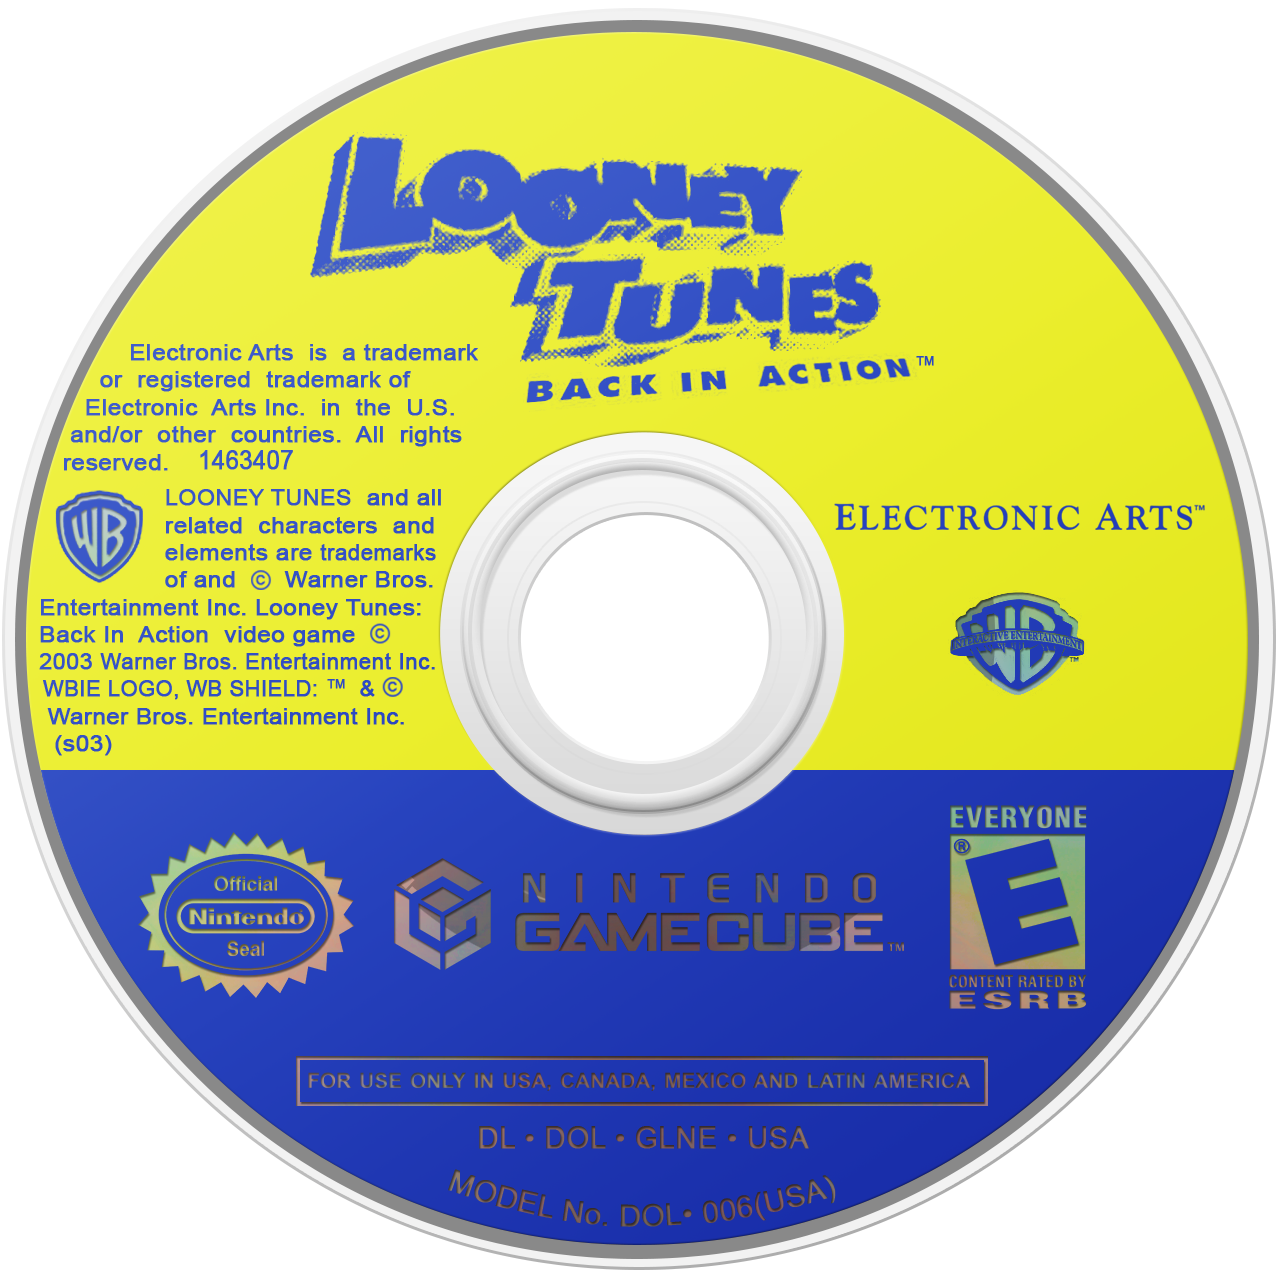 LOONEY
TUNES
BACK IN ACTION™
Electronic Arts is a trademark
or registered trademark of
Electronic Arts Inc. in the U.S.
and/or other countries. All rights
reserved. 1463407
WB
LOONEY TUNES and all
related characters and
elements are trademarks
of and © Warner Bros.
Entertainment Inc. Looney Tunes:
Back In Action video game ©
2003 Warner Bros. Entertainment Inc.
WBIE LOGO, WB SHIELD: ™ & ©
Warner Bros. Entertainment Inc.
(s03)
ELECTRONIC ARTS™
WB
INTERACTIVE ENTERTAINMENT
™
Official
Nintendo
Seal
NINTENDO
GAMECUBE™
EVERYONE
®
E
CONTENT RATED BY
ESRB
FOR USE ONLY IN USA, CANADA, MEXICO AND LATIN AMERICA
DL • DOL • GLNE • USA
MODEL No. DOL• 006(USA)